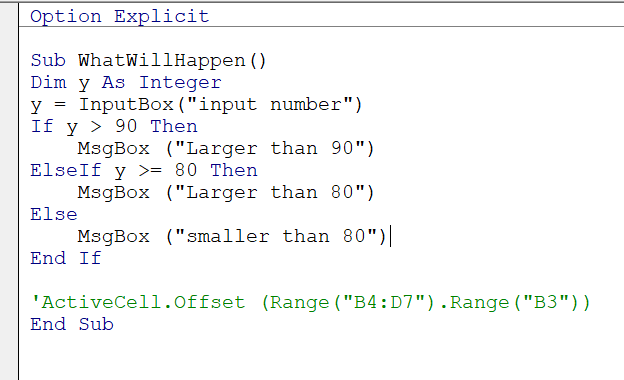 Option Explicit
Sub WhatWillHappen()
Dim y As Integer
y = InputBox("input number")
If y > 90 Then
    MsgBox ("Larger than 90")
ElseIf y >= 80 Then
    MsgBox ("Larger than 80")
Else
    MsgBox ("smaller than 80")
End If
'ActiveCell.Offset (Range("B4:D7").Range("B3"))
End Sub